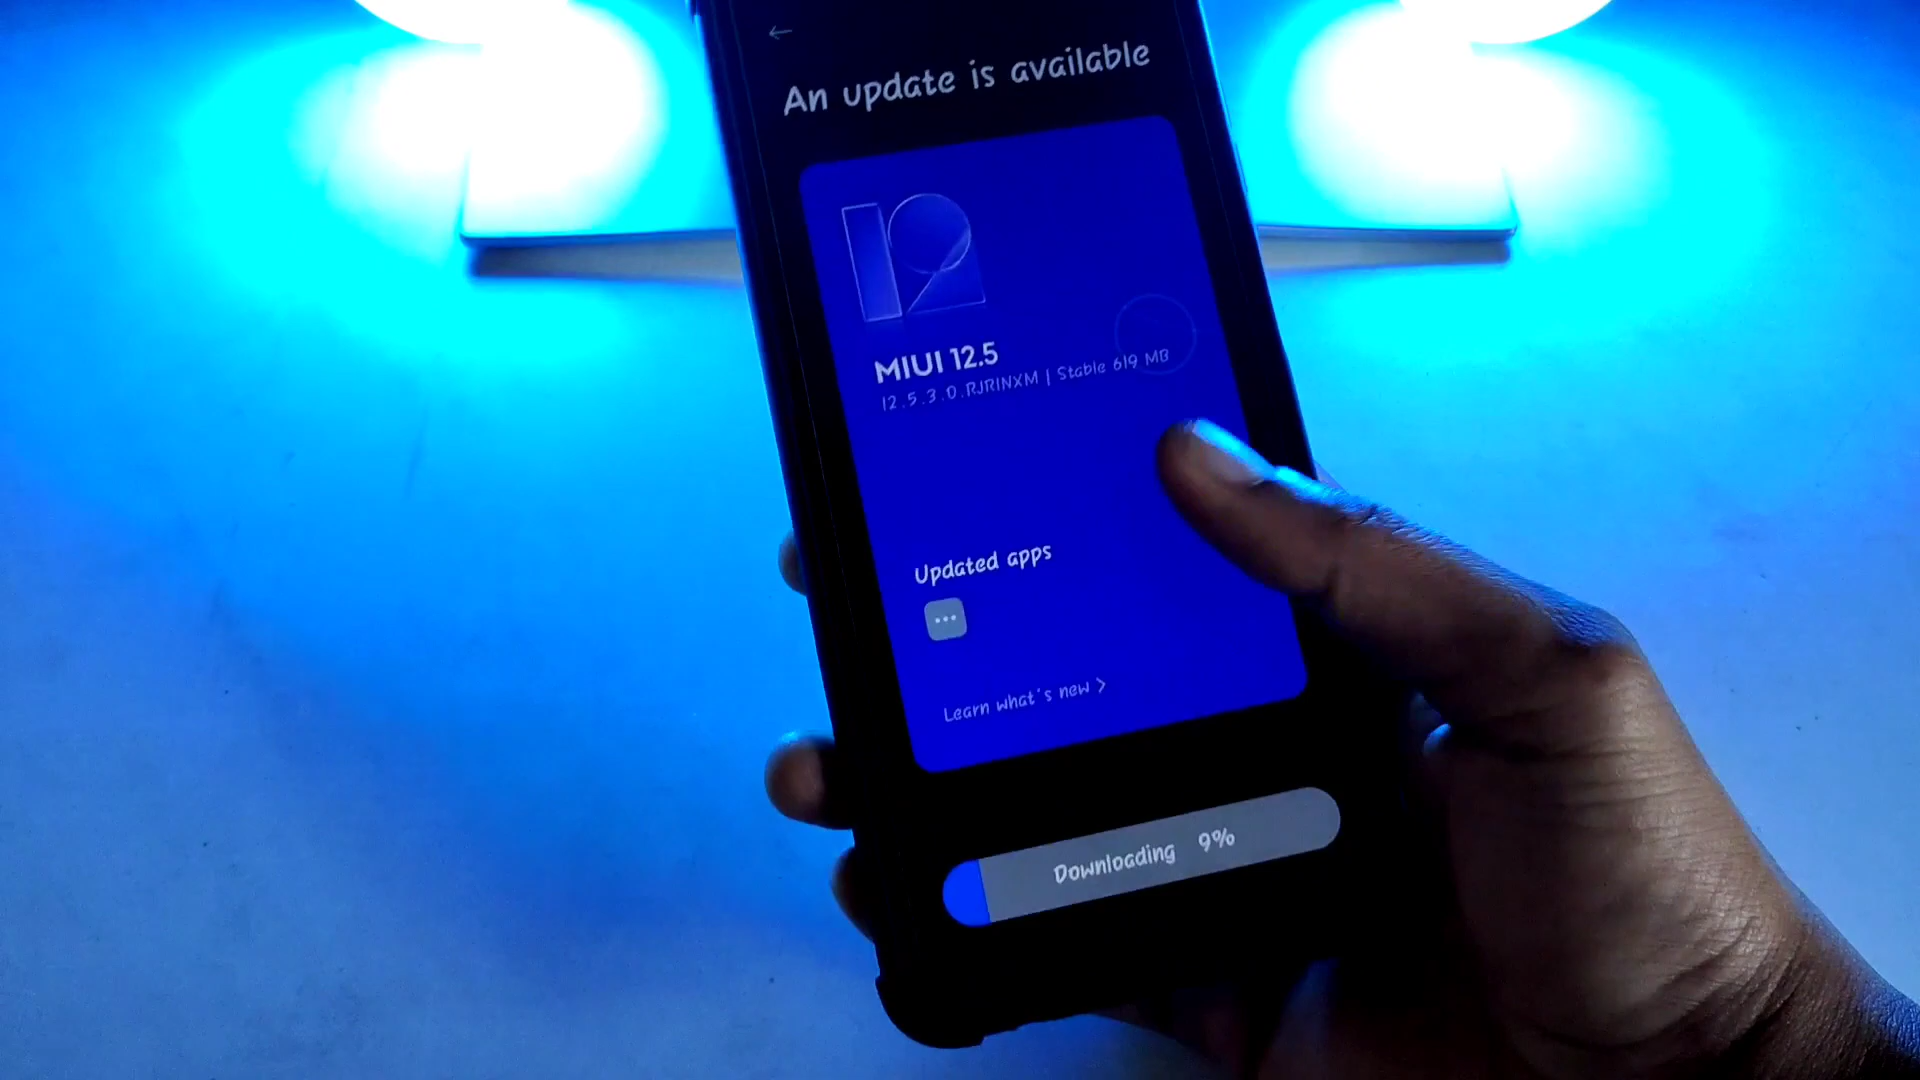 An update is available
12
MIUI 12.5
12.5.3.0.RJRINXM | Stable 619 MB
Updated apps
Learn what's new >
Downloading 9%